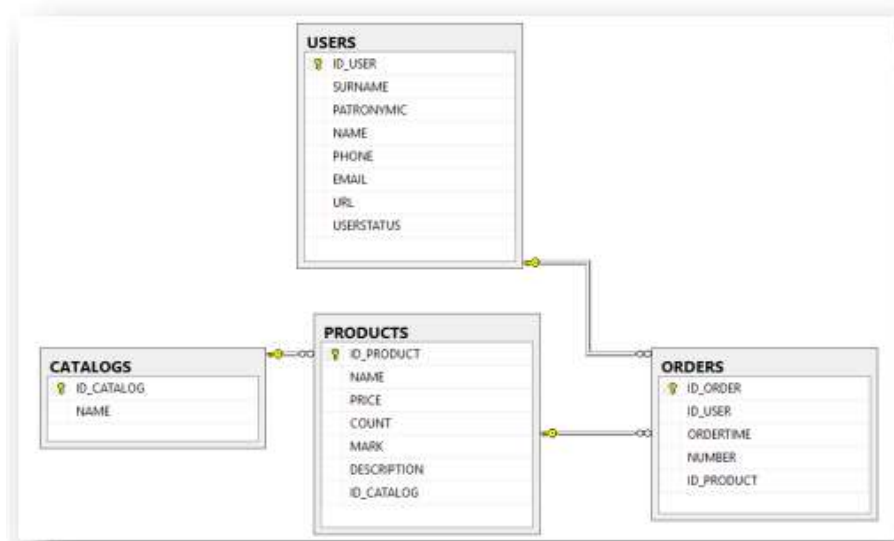 USERS
ID_USER
SURNAME
PATRONYMIC
NAME
PHONE
EMAIL
URL
USERSTATUS
CATALOGS
ID_CATALOG
NAME
PRODUCTS
ID_PRODUCT
NAME
PRICE
COUNT
MARK
DESCRIPTION
ID_CATALOG
ORDERS
ID_ORDER
ID_USER
ORDERTIME
NUMBER
ID_PRODUCT